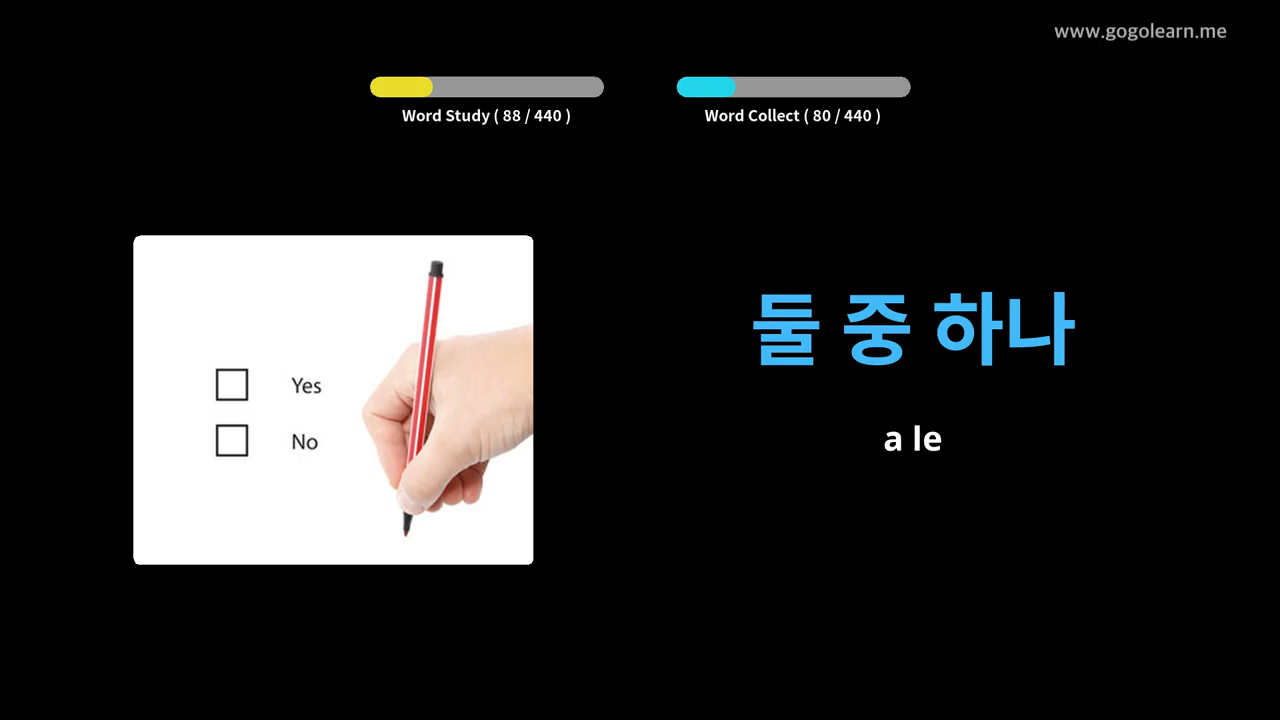 www.gogolearn.me
Word Study ( 88 / 440 )
Word Collect ( 80 / 440 )
Yes
No
둘 중 하나
a le